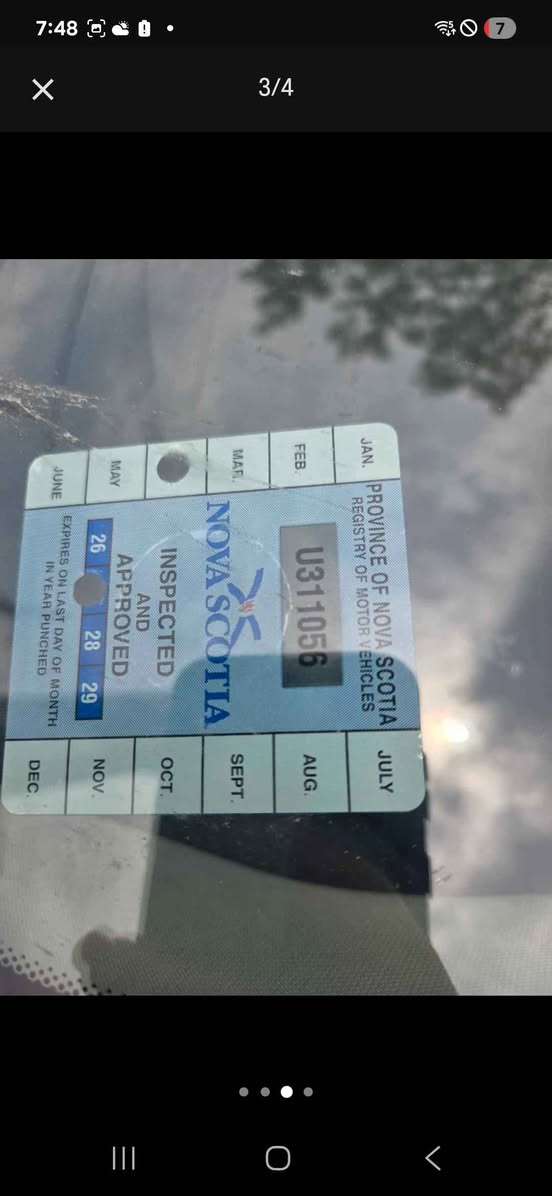 7:48
7
3/4
PROVINCE OF NOVA SCOTIA
REGISTRY OF MOTOR VEHICLES
U311056
NOVA SCOTIA
INSPECTED
AND
APPROVED
26 28 29
EXPIRES ON LAST DAY OF MONTH
IN YEAR PUNCHED
JAN.
FEB.
MAR.
MAY
JUNE
JULY
AUG.
SEPT.
OCT.
NOV.
DEC.